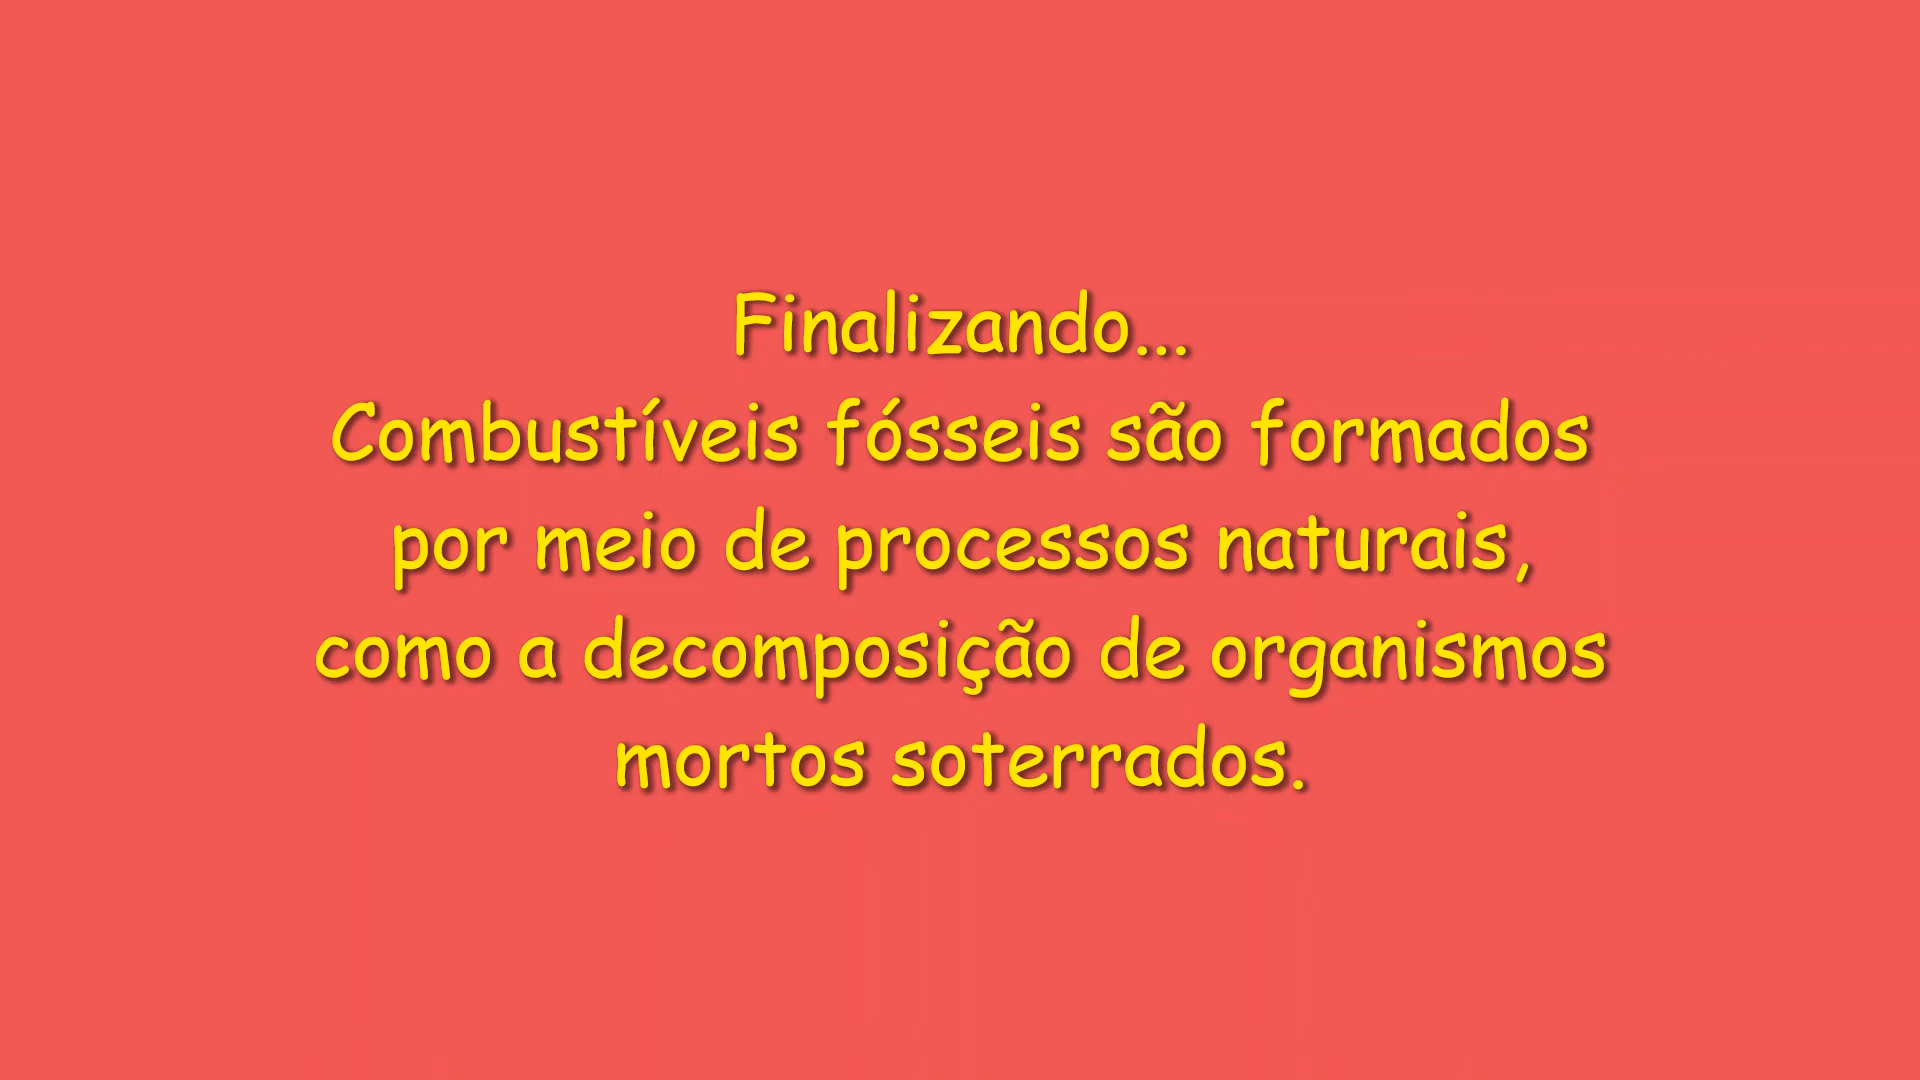 Finalizando...
Combustíveis fósseis são formados
por meio de processos naturais,
como a decomposição de organismos
mortos soterrados.